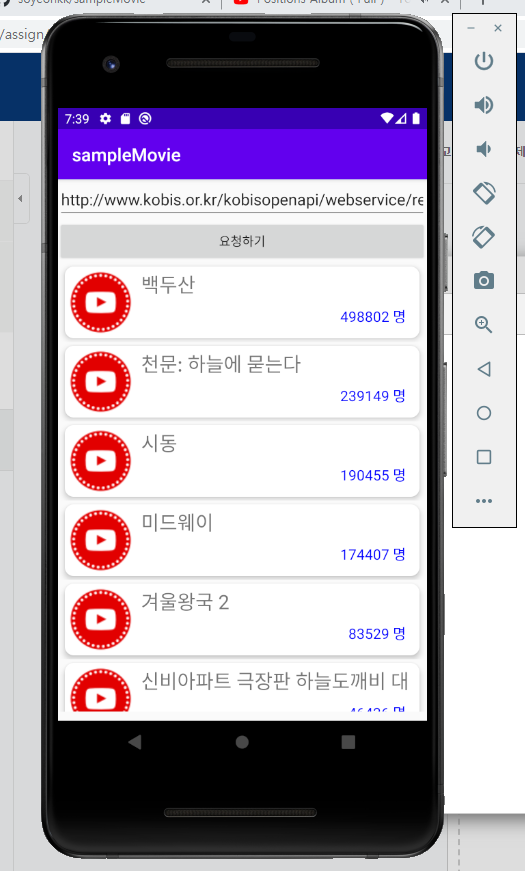 soyeonkk/sampleMovie
Positions Album ( Full )
/assign
7:39
sampleMovie
http://www.kobis.or.kr/kobisopenapi/webservice/re
요청하기
백두산
498802 명
천문: 하늘에 묻는다
239149 명
시동
190455 명
미드웨이
174407 명
겨울왕국 2
83529 명
신비아파트 극장판 하늘도깨비 대